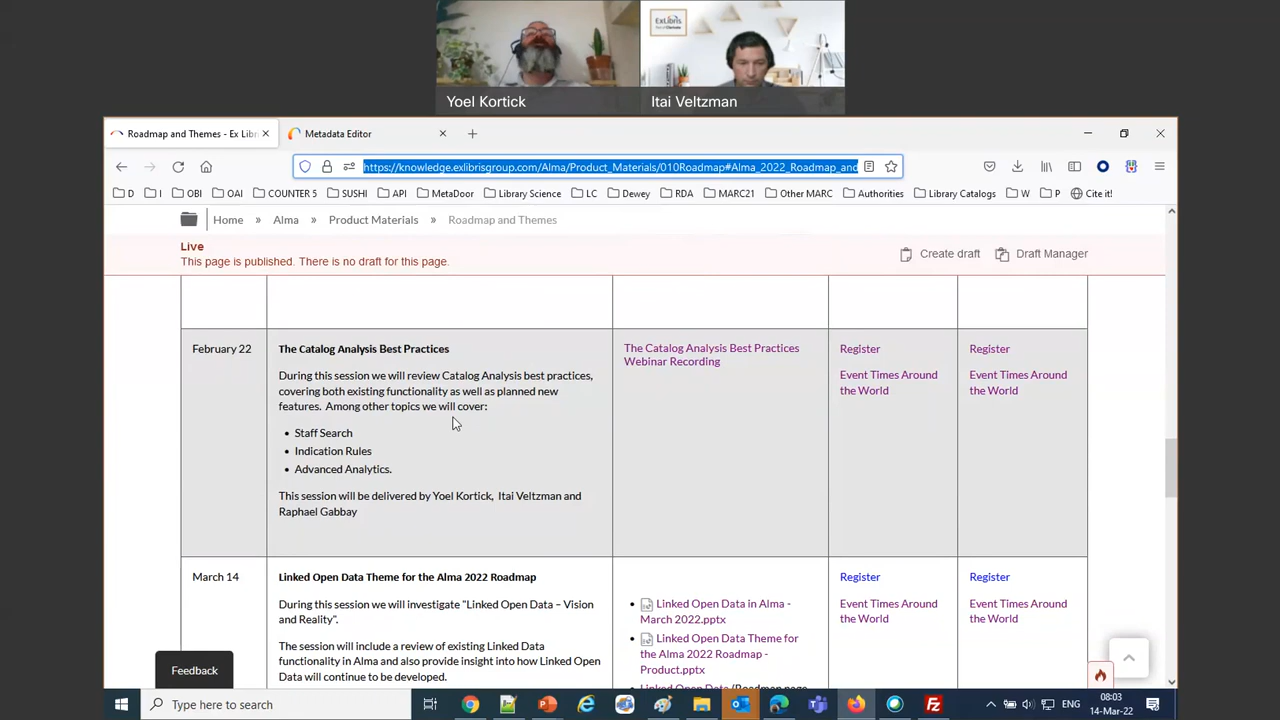 ExLibris
Yoel Kortick
Itai Veltzman
Roadmap and Themes - Ex Libri
Metadata Editor
https://knowledge.exlibrisgroup.com/Alma/Product_Materials/010Roadmap#Alma_2022_Roadmap_and
D
I
OBI
OAI
COUNTER 5
SUSHI
API
MetaDoor
Library Science
LC
Dewey
RDA
MARC21
Other MARC
Authorities
Library Catalogs
W
P
Cite it!
Home » Alma » Product Materials » Roadmap and Themes
Live
This page is published. There is no draft for this page.
Create draft
Draft Manager
February 22
The Catalog Analysis Best Practices
During this session we will review Catalog Analysis best practices,
covering both existing functionality as well as planned new
features. Among other topics we will cover:
• Staff Search
• Indication Rules
• Advanced Analytics.
This session will be delivered by Yoel Kortick, Itai Veltzman and
Raphael Gabbay
The Catalog Analysis Best Practices
Webinar Recording
Register
Event Times Around
the World
Register
Event Times Around
the World
March 14
Linked Open Data Theme for the Alma 2022 Roadmap
During this session we will investigate "Linked Open Data – Vision
and Reality".
The session will include a review of existing Linked Data
functionality in Alma and also provide insight into how Linked Open
Data will continue to be developed.
• Linked Open Data in Alma -
March 2022.pptx
• Linked Open Data Theme for
the Alma 2022 Roadmap -
Product.pptx
Linked Open Data (Roadmap page
Register
Event Times Around
the World
Register
Event Times Around
the World
Feedback
Type here to search
08:03
14-Mar-22